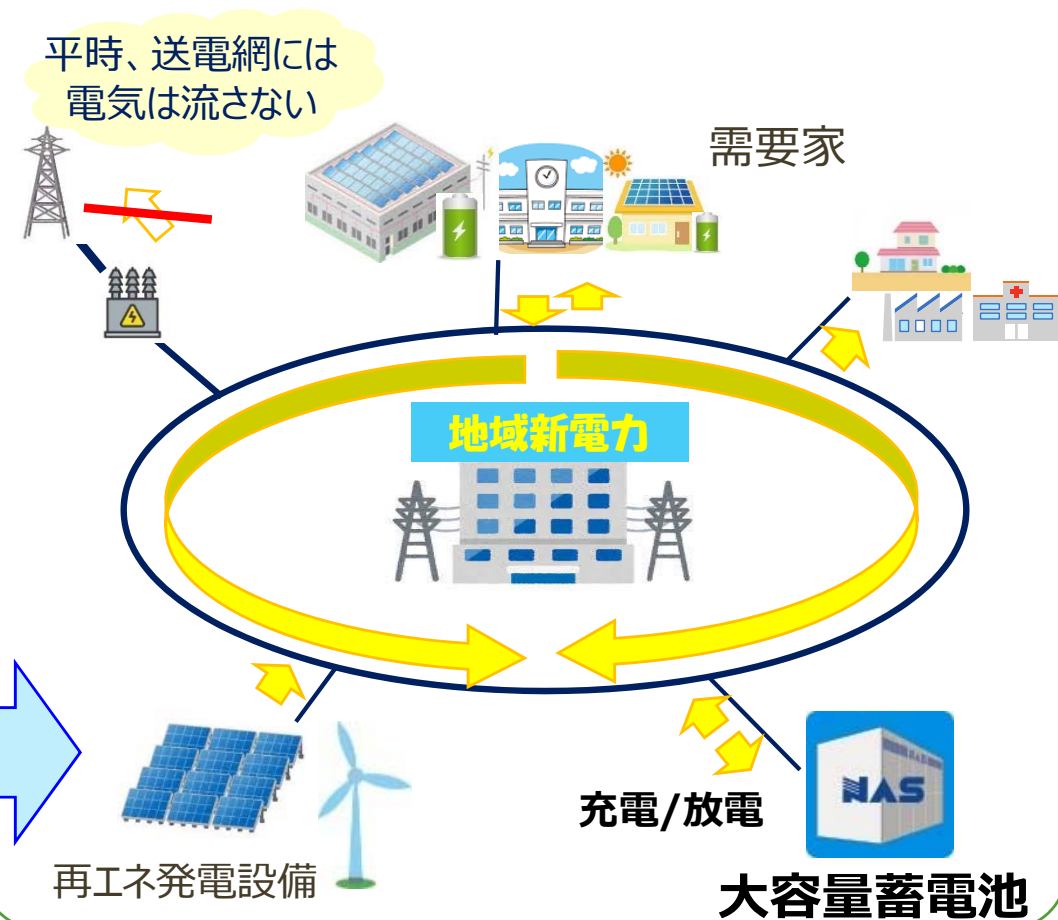 平時、送電網には
電気は流さない
需要家
地域新電力
充電/放電
NAS
再エネ発電設備
大容量蓄電池